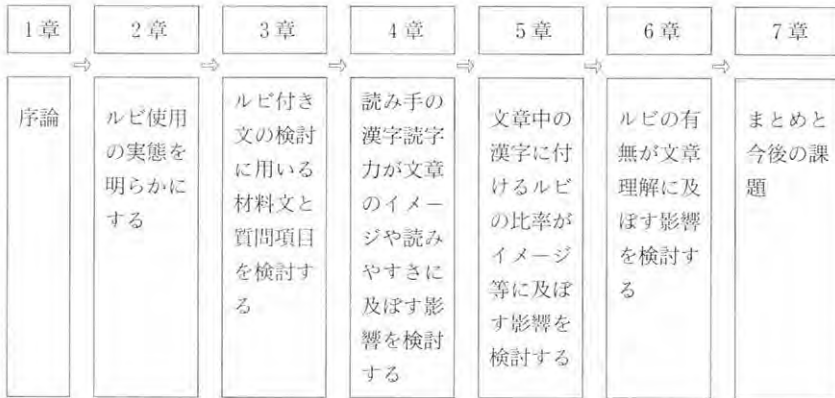 1章
2章
3章
4章
5章
6章
7章
⇨
⇨
⇨
⇨
⇨
⇨
序論
ルビ使用
の実態を
明らかに
する
ルビ付き
文の検討
に用いる
材料文と
質問項目
を検討す
る
読み手の
漢字読字
力が文章
のイメー
ジや読み
やすさに
及ぼす影
響を検討
する
文章中の
漢字に付
けるルビ
の比率が
イメージ
等に及ぼ
す影響を
検討する
ルビの有
無が文章
理解に及
ぼす影響
を検討す
る
まとめと
今後の課
題